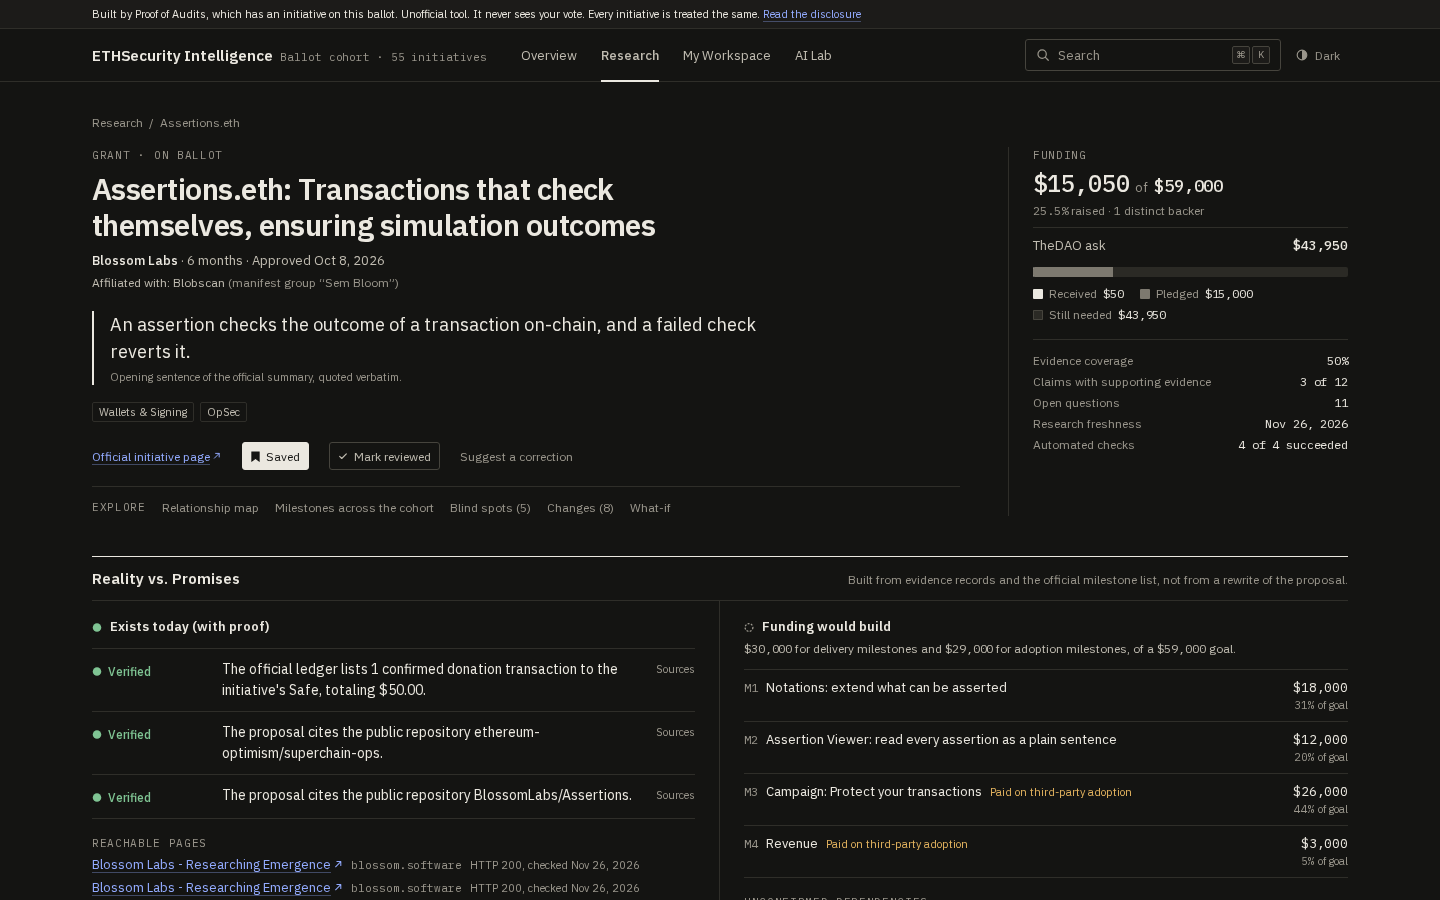 Built by Proof of Audits, which has an initiative on this ballot. Unofficial tool. It never sees your vote. Every initiative is treated the same. Read the disclosure
ETHSecurity Intelligence Ballot cohort · 55 initiatives Overview Research My Workspace AI Lab Search ⌘ K Dark
Research / Assertions.eth
GRANT · ON BALLOT
Assertions.eth: Transactions that check
themselves, ensuring simulation outcomes
Blossom Labs · 6 months · Approved Oct 8, 2026
Affiliated with: Blobscan (manifest group “Sem Bloom”)
An assertion checks the outcome of a transaction on-chain, and a failed check
reverts it.
Opening sentence of the official summary, quoted verbatim.
Wallets & Signing OpSec
Official initiative page ↗ Saved Mark reviewed Suggest a correction
EXPLORE Relationship map Milestones across the cohort Blind spots (5) Changes (8) What-if
FUNDING
$15,050 of $59,000
25.5% raised · 1 distinct backer
TheDAO ask $43,950
Received $50 Pledged $15,000
Still needed $43,950
Evidence coverage 50%
Claims with supporting evidence 3 of 12
Open questions 11
Research freshness Nov 26, 2026
Automated checks 4 of 4 succeeded
Reality vs. Promises Built from evidence records and the official milestone list, not from a rewrite of the proposal.
Exists today (with proof)
Verified The official ledger lists 1 confirmed donation transaction to the Sources
initiative's Safe, totaling $50.00.
Verified The proposal cites the public repository ethereum- Sources
optimism/superchain-ops.
Verified The proposal cites the public repository BlossomLabs/Assertions. Sources
REACHABLE PAGES
Blossom Labs - Researching Emergence ↗ blossom.software HTTP 200, checked Nov 26, 2026
Blossom Labs - Researching Emergence ↗ blossom.software HTTP 200, checked Nov 26, 2026
Funding would build
$30,000 for delivery milestones and $29,000 for adoption milestones, of a $59,000 goal.
M1 Notations: extend what can be asserted $18,000
31% of goal
M2 Assertion Viewer: read every assertion as a plain sentence $12,000
20% of goal
M3 Campaign: Protect your transactions Paid on third-party adoption $26,000
44% of goal
M4 Revenue Paid on third-party adoption $3,000
5% of goal